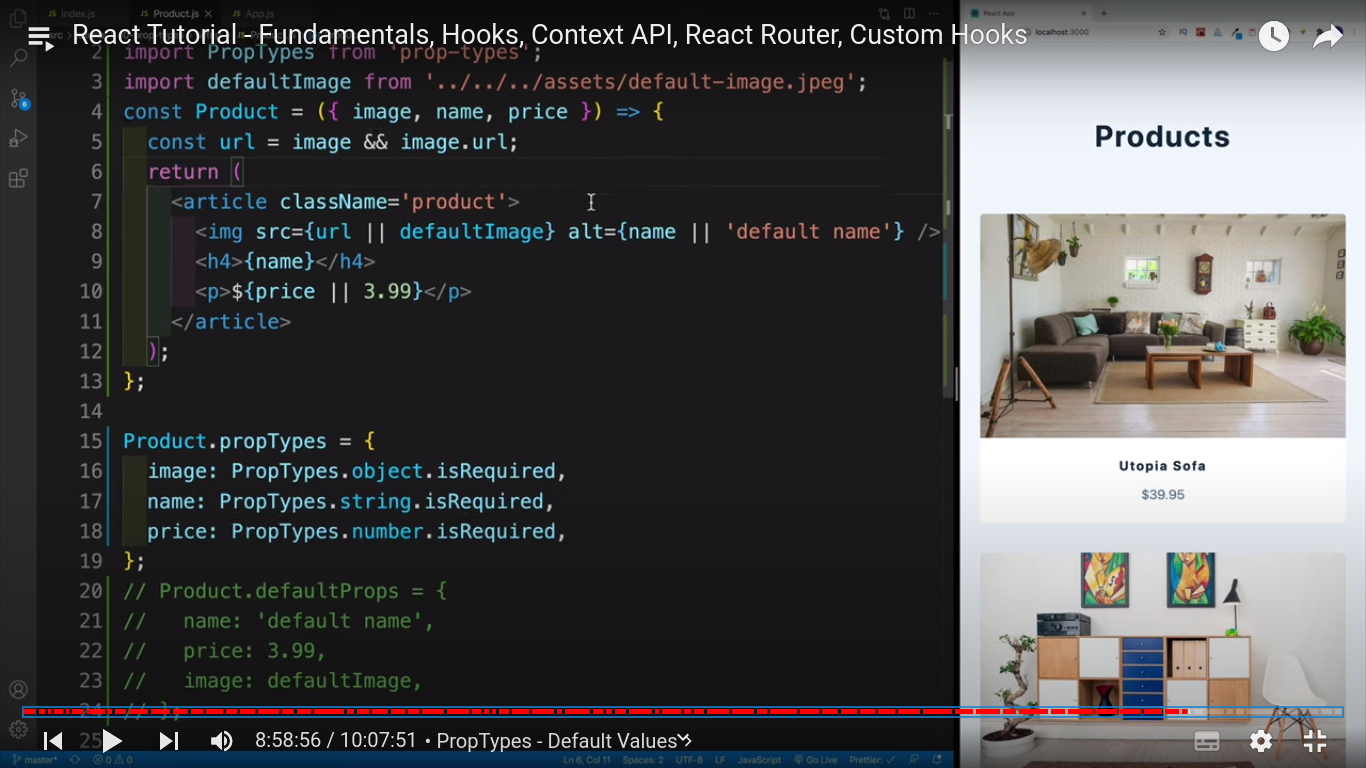 index.js
Product.js
App.js
React Tutorial - Fundamentals, Hooks, Context API, React Router, Custom Hooks
React App
localhost:3000
2 import PropTypes from 'prop-types';
3 import defaultImage from '../../../assets/default-image.jpeg';
4 const Product = ({ image, name, price }) => {
5 const url = image && image.url;
6 return (
7 <article className='product'>
8 <img src={url || defaultImage} alt={name || 'default name'} />
9 <h4>{name}</h4>
10 <p>${price || 3.99}</p>
11 </article>
12 );
13 };
14
15 Product.propTypes = {
16 image: PropTypes.object.isRequired,
17 name: PropTypes.string.isRequired,
18 price: PropTypes.number.isRequired,
19 };
20 // Product.defaultProps = {
21 // name: 'default name',
22 // price: 3.99,
23 // image: defaultImage,
24 // };
25
Products
Utopia Sofa
$39.95
6
8:58:56 / 10:07:51 • PropTypes - Default Values
master*
0 0
Ln 6, Col 11 Spaces: 2 UTF-8 LF JavaScript Go Live Prettier: ✓